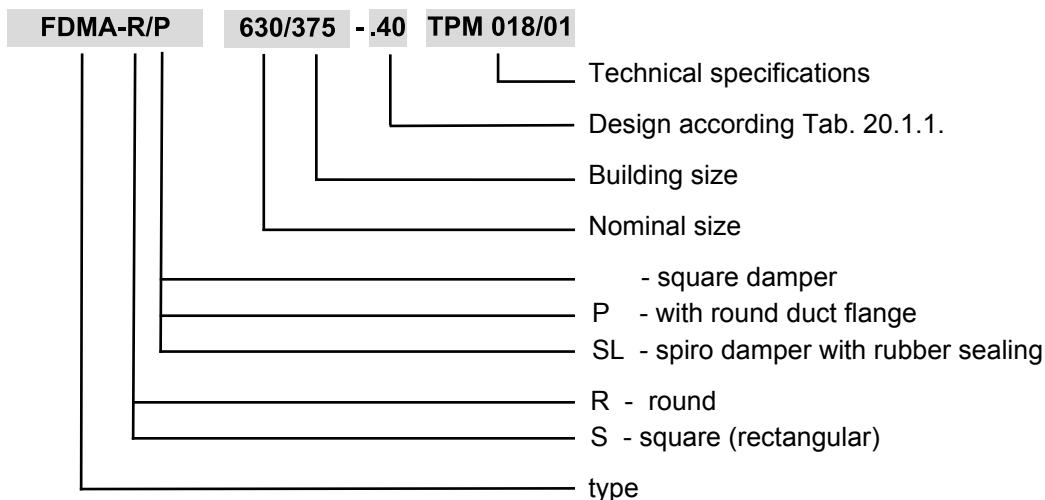 FDMA-R/P 630/375 - .40 TPM 018/01
Technical specifications
Design according Tab. 20.1.1.
Building size
Nominal size
- square damper
P - with round duct flange
SL - spiro damper with rubber sealing
R - round
S - square (rectangular)
type